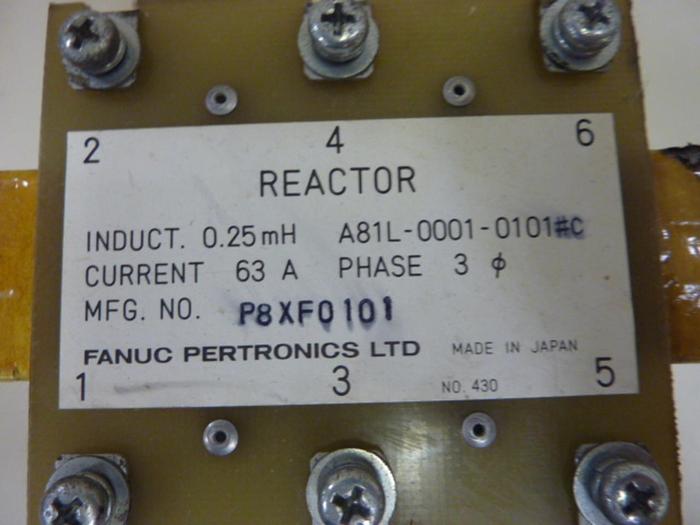 2 4 6
REACTOR
INDUCT. 0.25mH A81L-0001-0101#C
CURRENT 63 A PHASE 3 ϕ
MFG. NO. P8XF0101
FANUC PERTRONICS LTD MADE IN JAPAN
NO. 430
1 3 5